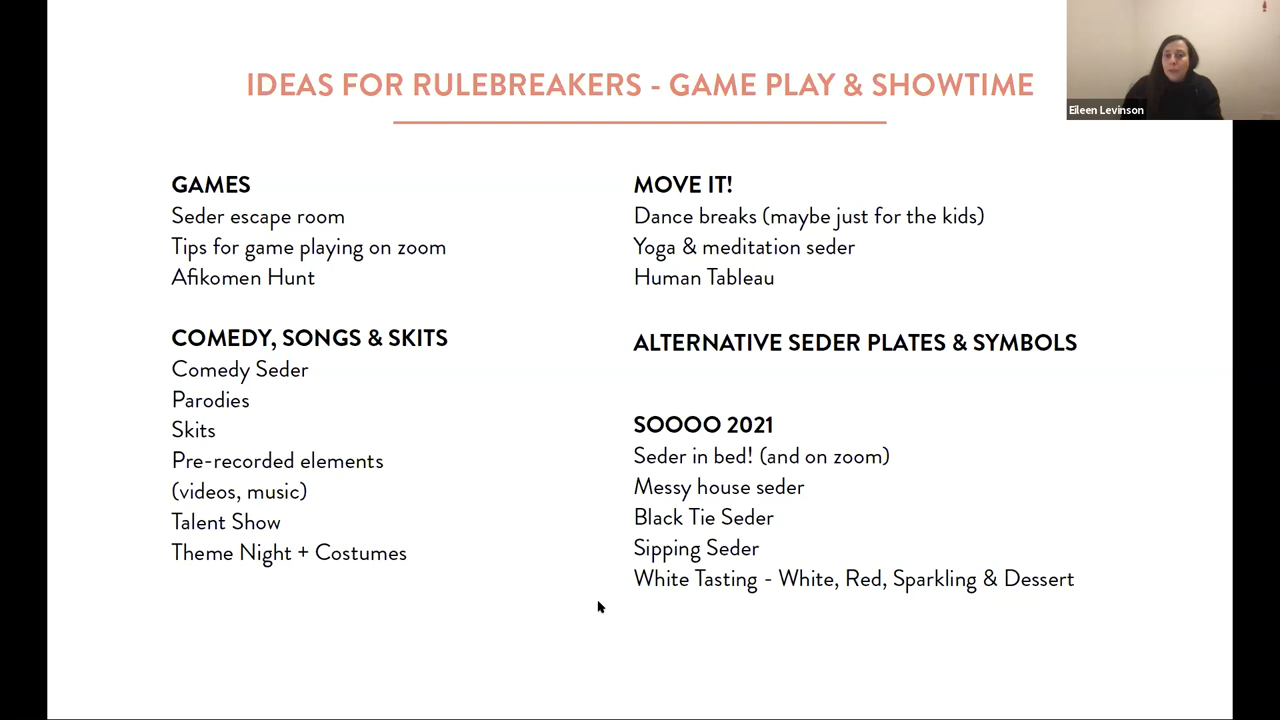 IDEAS FOR RULEBREAKERS - GAME PLAY & SHOWTIME
Eileen Levinson
GAMES
Seder escape room
Tips for game playing on zoom
Afikomen Hunt
COMEDY, SONGS & SKITS
Comedy Seder
Parodies
Skits
Pre-recorded elements
(videos, music)
Talent Show
Theme Night + Costumes
MOVE IT!
Dance breaks (maybe just for the kids)
Yoga & meditation seder
Human Tableau
ALTERNATIVE SEDER PLATES & SYMBOLS
SOOOO 2021
Seder in bed! (and on zoom)
Messy house seder
Black Tie Seder
Sipping Seder
White Tasting - White, Red, Sparkling & Dessert